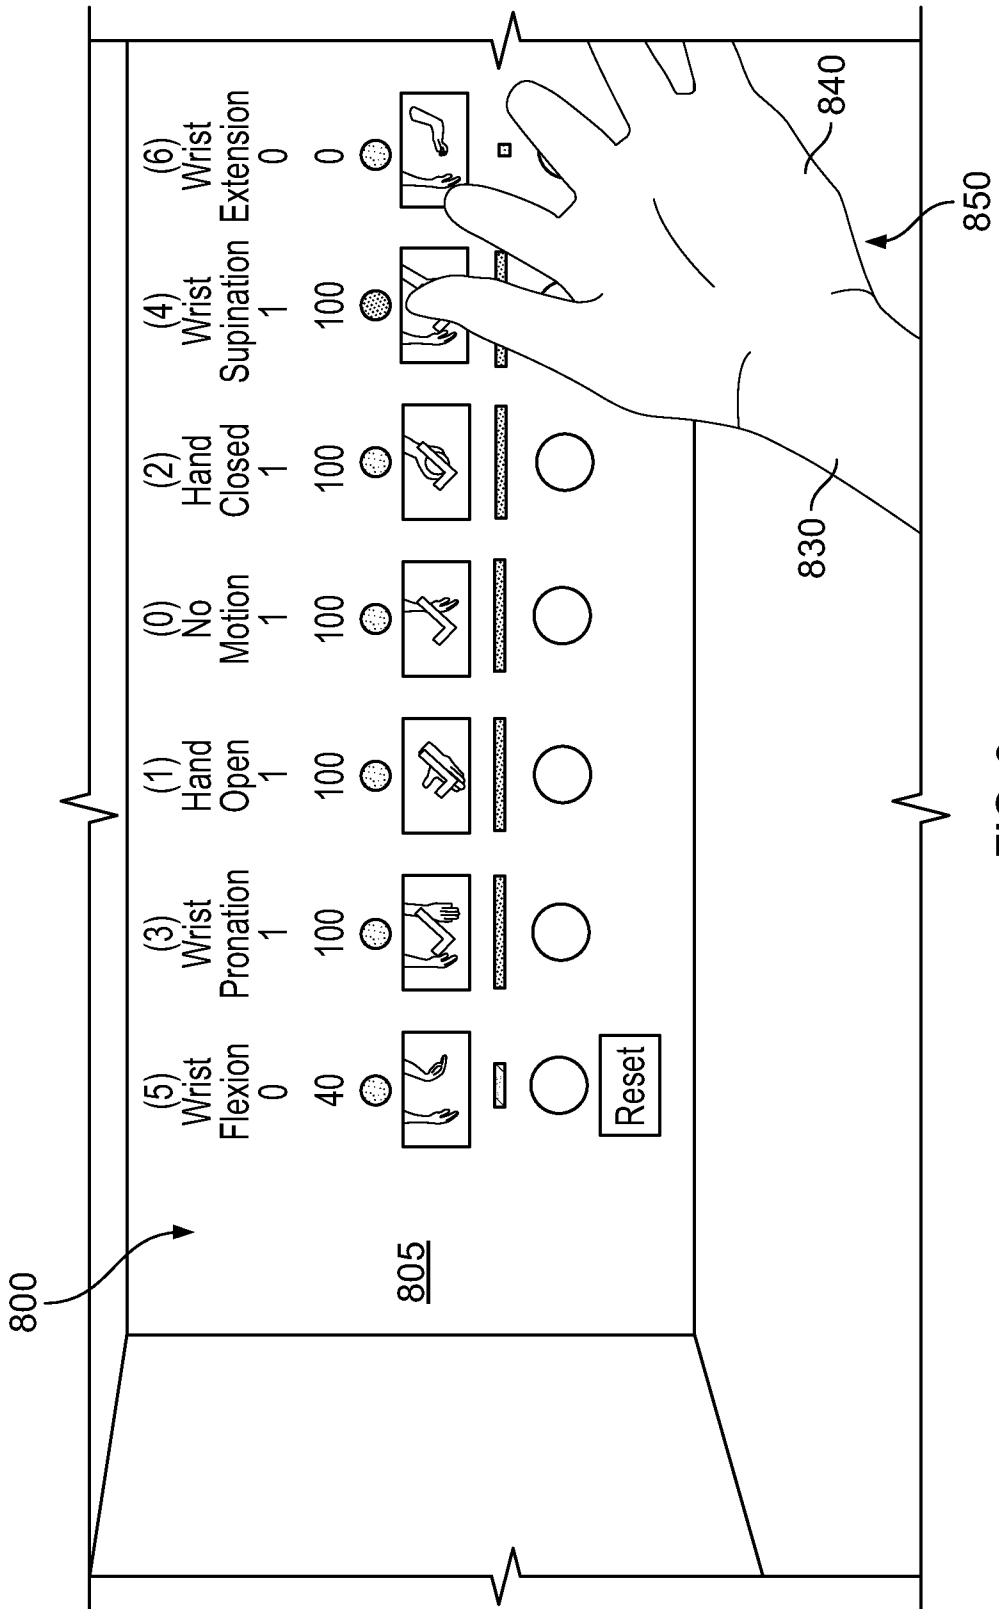 800
(5)
Wrist
Flexion
0
40
(3)
Wrist
Pronation
1
100
(1)
Hand
Open
1
100
(0)
No
Motion
1
100
(2)
Hand
Closed
1
100
(4)
Wrist
Supination
1
100
(6)
Wrist
Extension
0
0
805
Reset
830
840
850